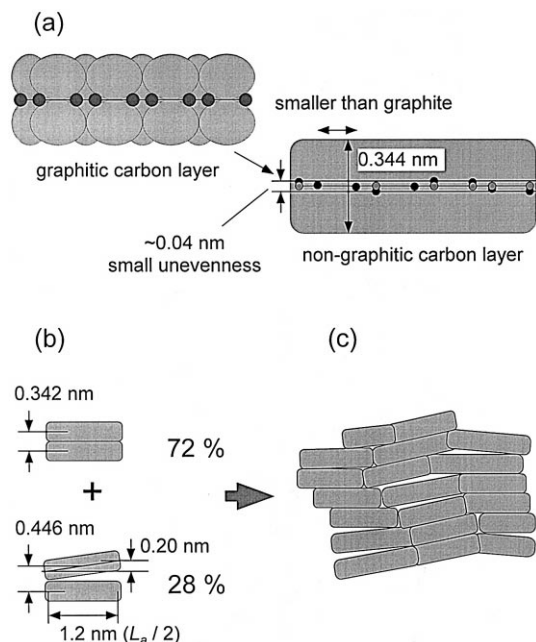 (a)
smaller than graphite
0.344 nm
graphitic carbon layer
~0.04 nm
small unevenness
non-graphitic carbon layer
(b)
(c)
0.342 nm
72 %
+
0.446 nm
0.20 nm
28 %
1.2 nm (Lₐ / 2)